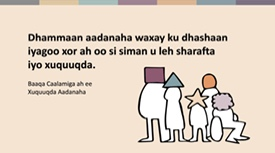 Dhammaan aadanaha waxay ku dhashaan
iyagoo xor ah oo si siman u leh sharafta
iyo xuquuqda.
Baaqa Caalamiga ah ee
Xuquuqda Aadanaha